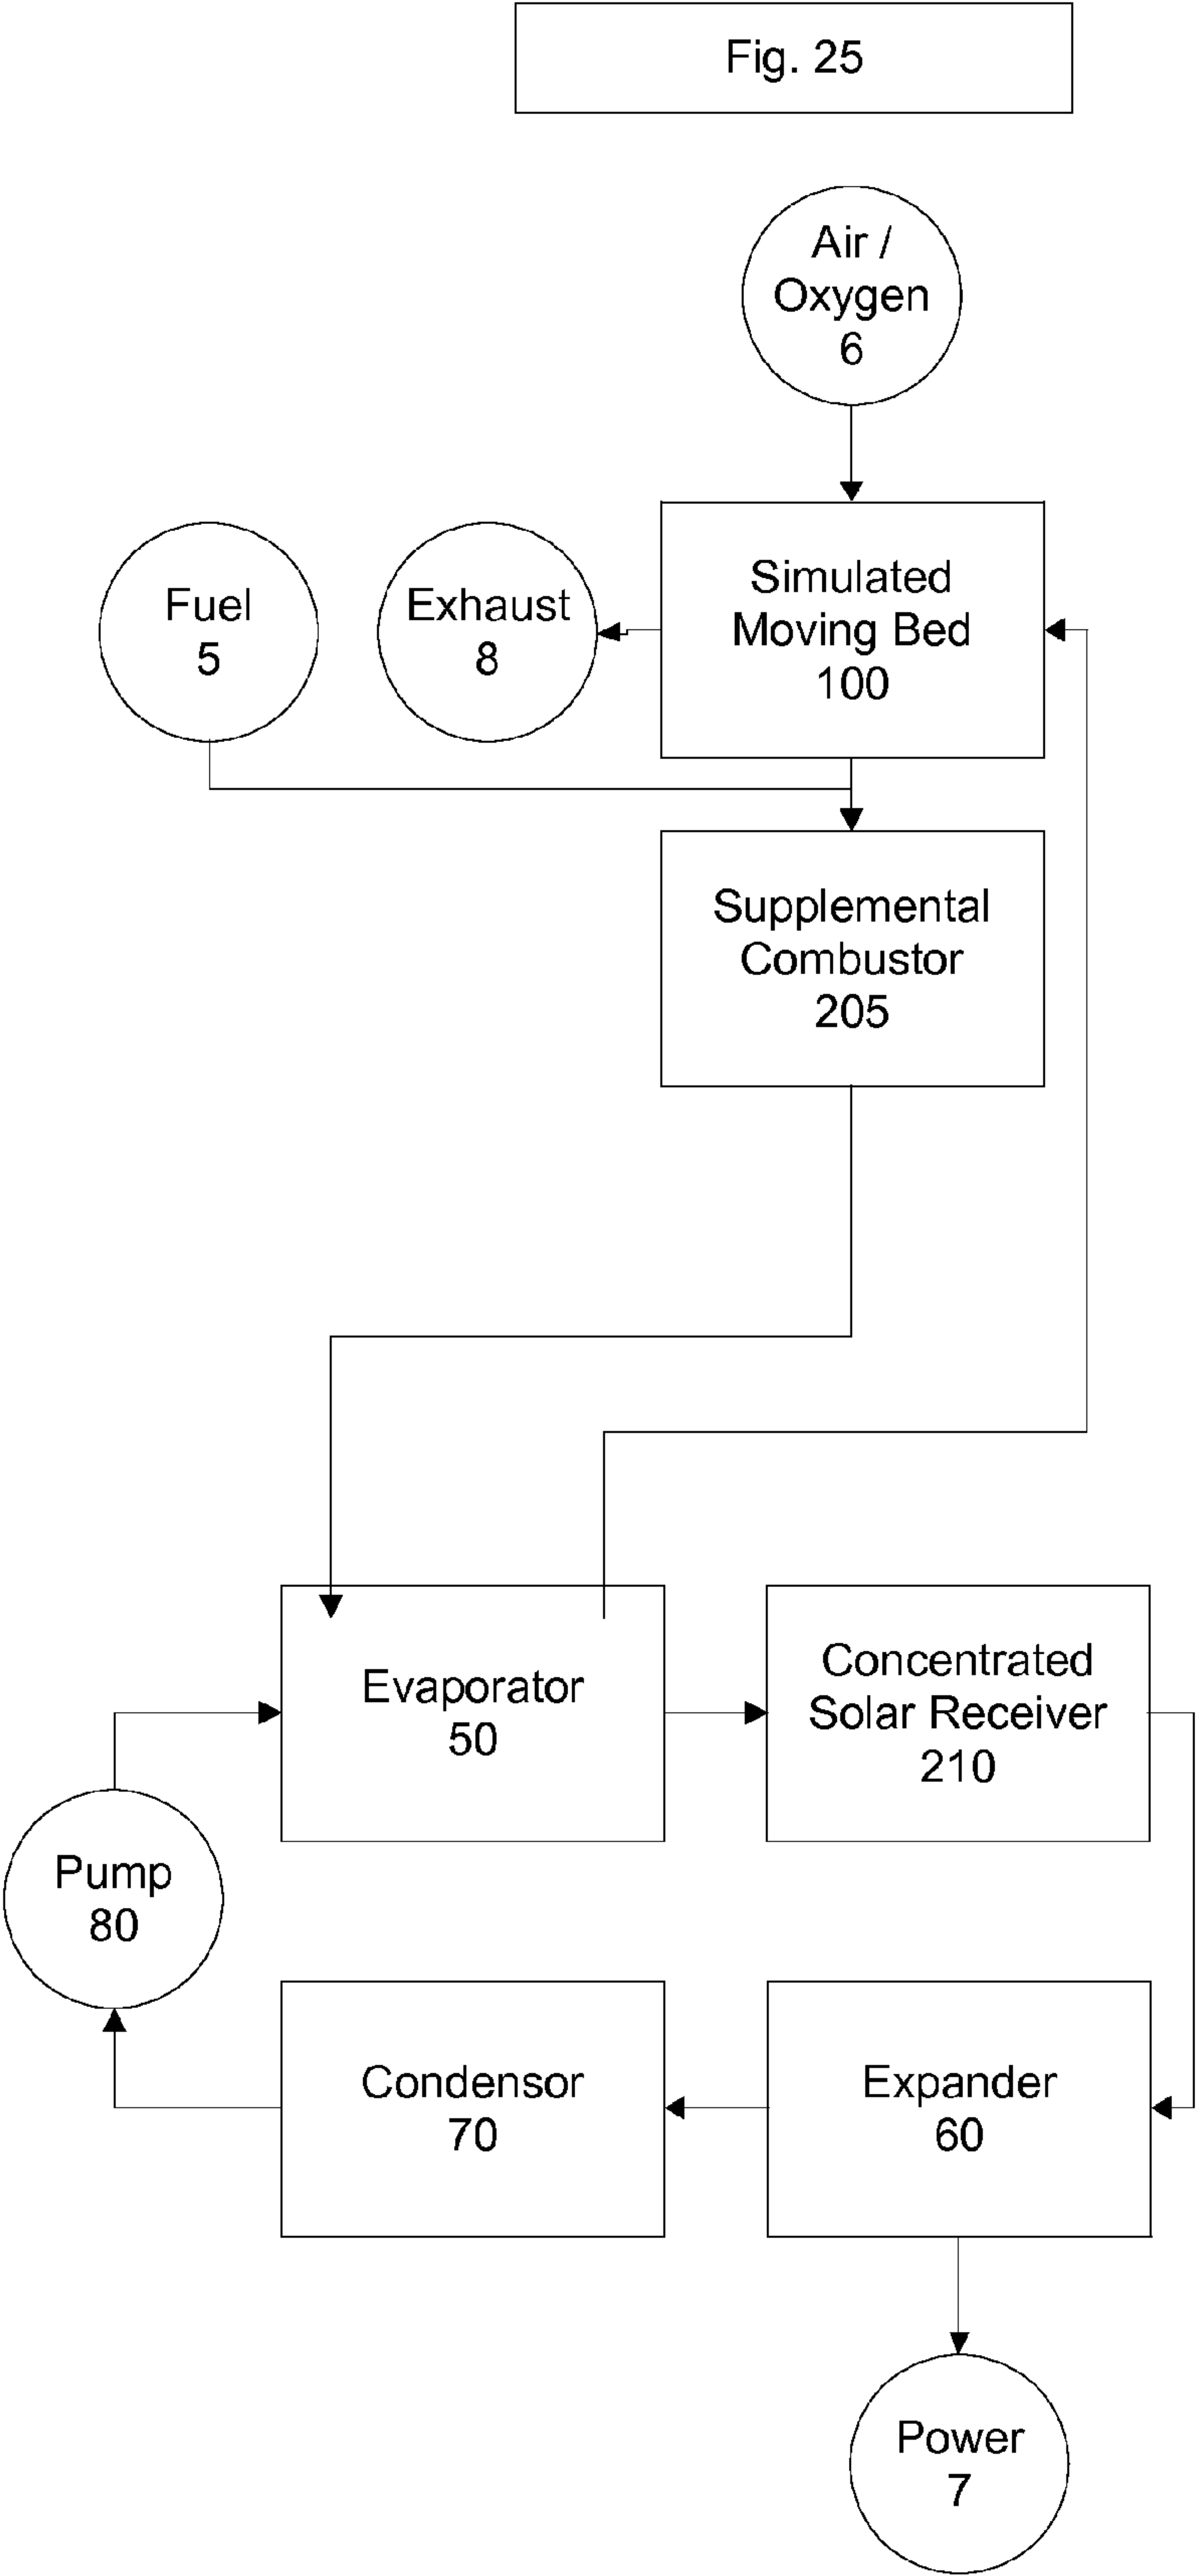 Fig. 25
Air /
Oxygen
6
Fuel
5
Exhaust
8
Simulated
Moving Bed
100
Supplemental
Combustor
205
Evaporator
50
Concentrated
Solar Receiver
210
Pump
80
Condensor
70
Expander
60
Power
7